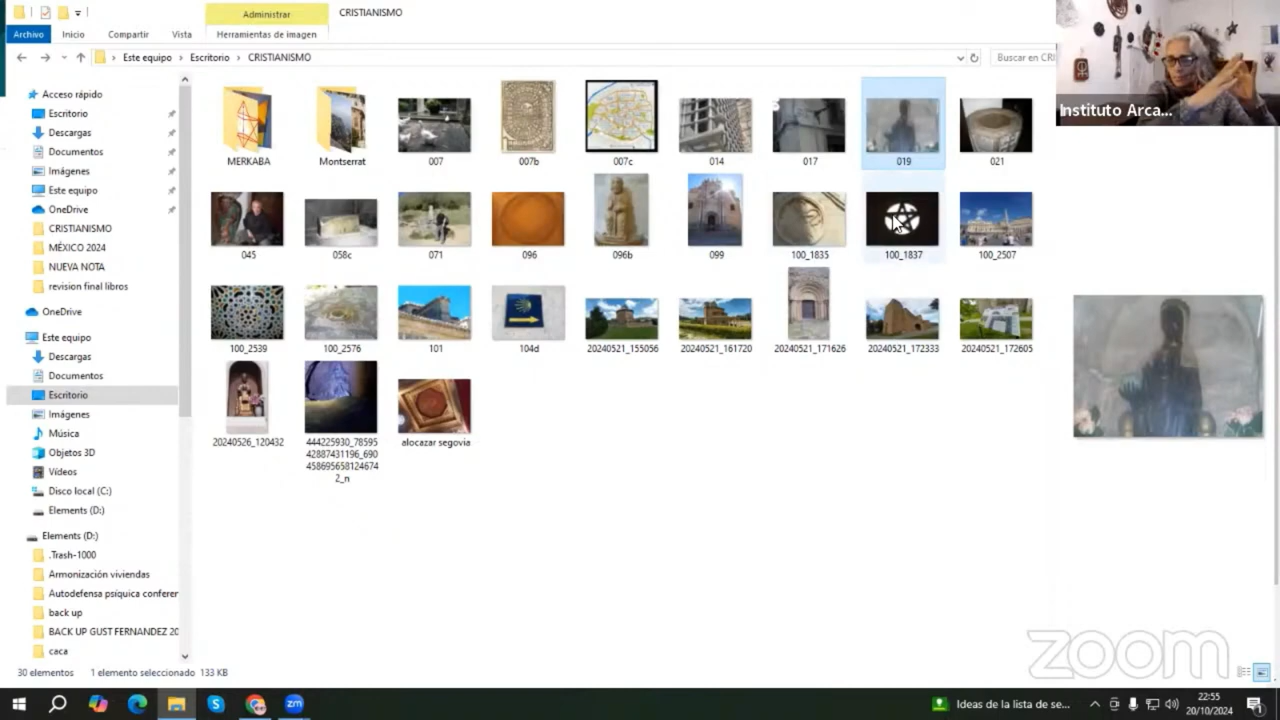 Administrar
CRISTIANISMO
Archivo
Inicio
Compartir
Vista
Herramientas de imagen
Este equipo
Escritorio
CRISTIANISMO
Buscar en CRI
Instituto Arca...
Acceso rápido
Escritorio
Descargas
Documentos
Imágenes
Este equipo
OneDrive
CRISTIANISMO
MÉXICO 2024
NUEVA NOTA
revision final libros
OneDrive
Este equipo
Descargas
Documentos
Escritorio
Imágenes
Música
Objetos 3D
Vídeos
Disco local (C:)
Elements (D:)
Elements (D:)
.Trash-1000
Armonización viviendas
Autodefensa psíquica conferen
back up
BACK UP GUST FERNANDEZ 20
caca
MERKABA
Montserrat
007
007b
007c
014
017
019
021
045
058c
071
096
096b
099
100_1835
100_1837
100_2507
100_2539
100_2576
101
104d
20240521_155056
20240521_161720
20240521_171626
20240521_172333
20240521_172605
20240526_120432
444225930_78595
42887431196_690
458695658124674
2_n
alocazar segovia
zoom
30 elementos
1 elemento seleccionado 133 KB
Ideas de la lista de se...
22:55
20/10/2024